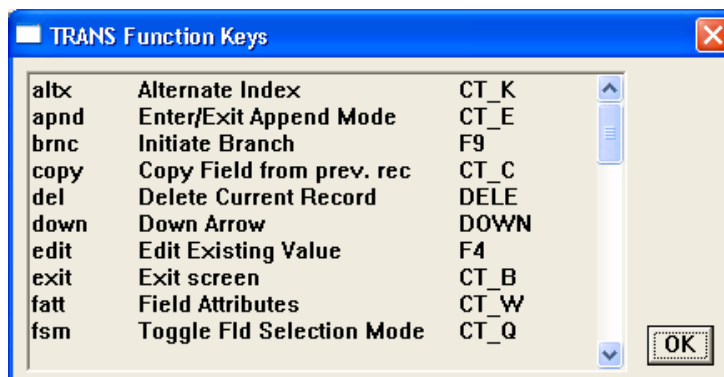 TRANS Function Keys
altx Alternate Index CT_K
apnd Enter/Exit Append Mode CT_E
brnc Initiate Branch F9
copy Copy Field from prev. rec CT_C
del Delete Current Record DELE
down Down Arrow DOWN
edit Edit Existing Value F4
exit Exit screen CT_B
fatt Field Attributes CT_W
fsm Toggle Fld Selection Mode CT_Q
OK